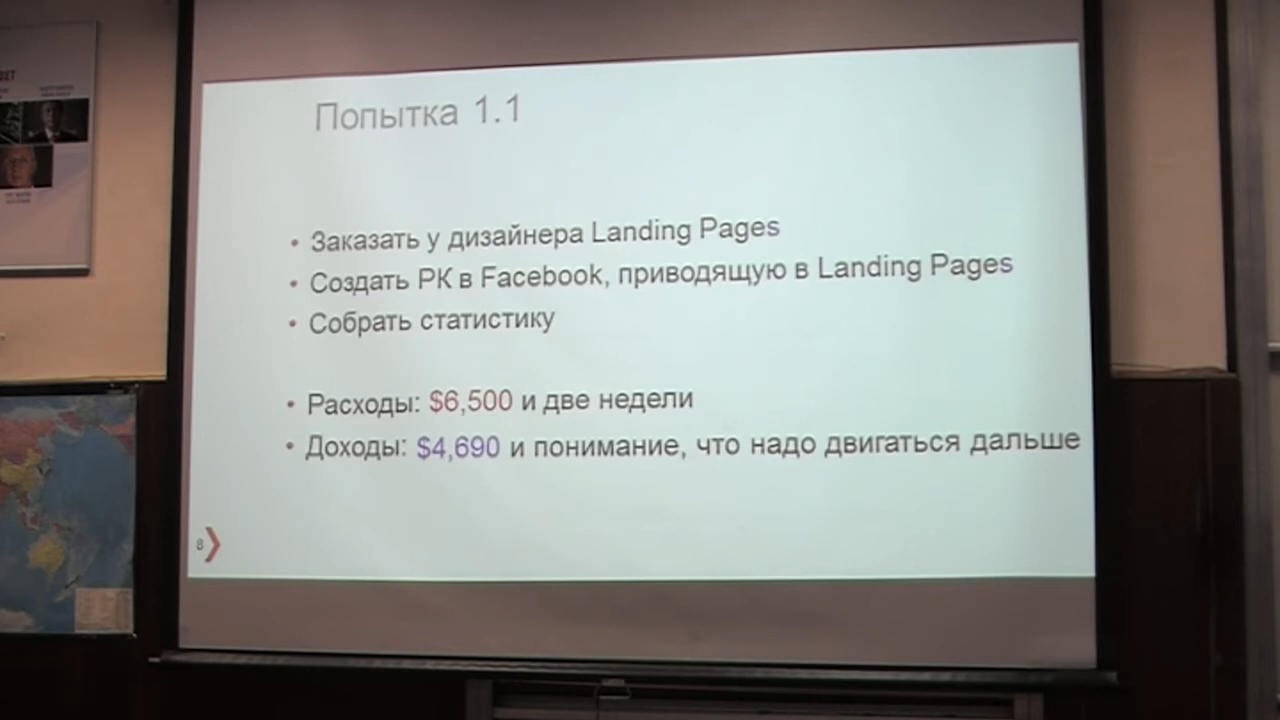 Попытка 1.1
• Заказать у дизайнера Landing Pages
• Создать РК в Facebook, приводящую в Landing Pages
• Собрать статистику
• Расходы: $6,500 и две недели
• Доходы: $4,690 и понимание, что надо двигаться дальше
8